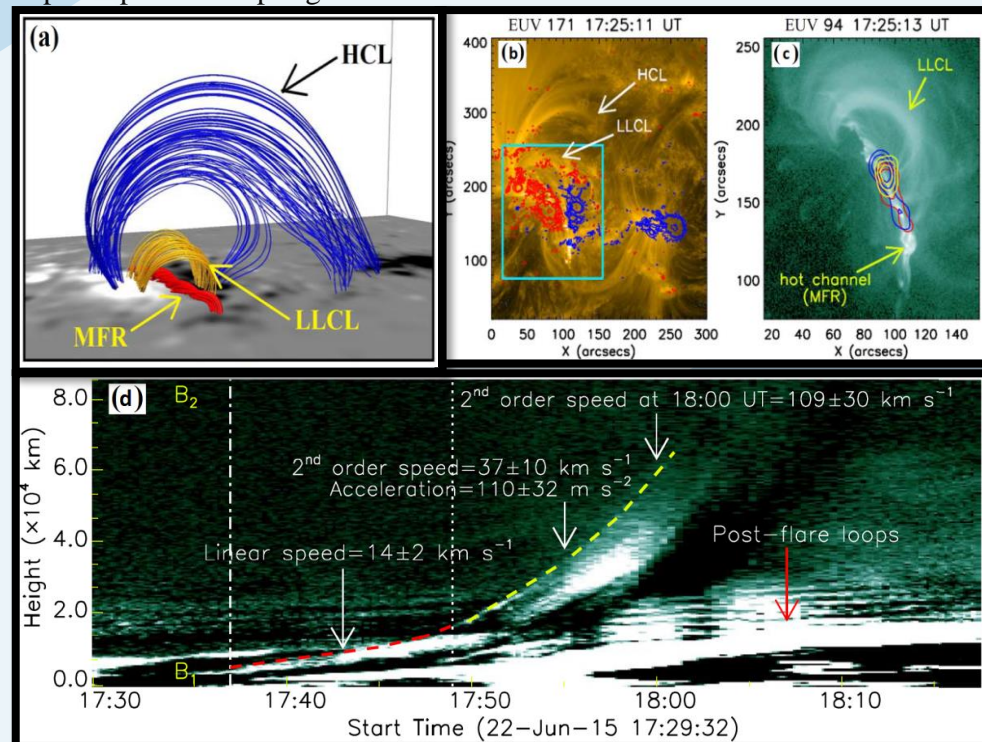 (a)
HCL
MFR
LLCL
EUV 171 17:25:11 UT
(b)
HCL
LLCL
400
300
200
100
0 50 100 150 200 250 300
X (arcsecs)
EUV 94 17:25:13 UT
(c)
LLCL
hot channel
(MFR)
Y (arcsecs)
250
200
150
100
20 40 60 80 100 120 140
X (arcsecs)
(d)
B₂
2ⁿᵈ order speed at 18:00 UT=109±30 km s⁻¹
2ⁿᵈ order speed=37±10 km s⁻¹
Acceleration=110±32 m s⁻²
Linear speed=14±2 km s⁻¹
Post-flare loops
B₁
Height (×10⁴ km)
8.0
6.0
4.0
2.0
0.0
17:30 17:40 17:50 18:00 18:10
Start Time (22-Jun-15 17:29:32)